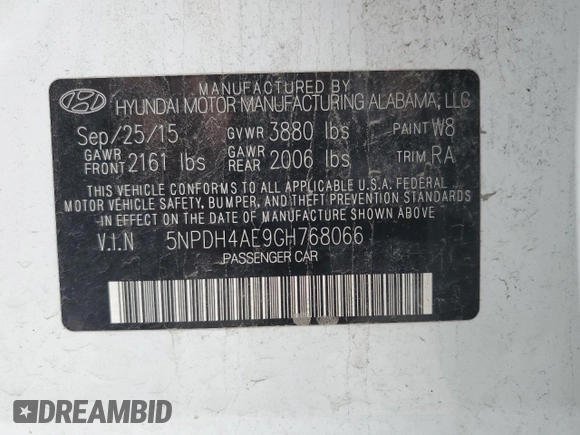 MANUFACTURED BY
HYUNDAI MOTOR MANUFACTURING ALABAMA, LLC
Sep/25/15 GVWR 3880 lbs PAINT W8
GAWR FRONT 2161 lbs GAWR REAR 2006 lbs TRIM RA
THIS VEHICLE CONFORMS TO ALL APPLICABLE U.S.A. FEDERAL
MOTOR VEHICLE SAFETY, BUMPER, AND THEFT PREVENTION STANDARDS
IN EFFECT ON THE DATE OF MANUFACTURE SHOWN ABOVE.
V.I.N 5NPDH4AE9GH768066
PASSENGER CAR
DREAMBID